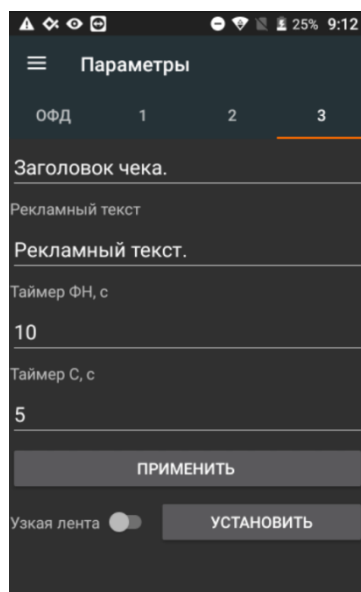 25% 9:12
Параметры
ОФД 1 2 3
Заголовок чека.
Рекламный текст
Рекламный текст.
Таймер ФН, с
10
Таймер С, с
5
ПРИМЕНИТЬ
Узкая лента УСТАНОВИТЬ